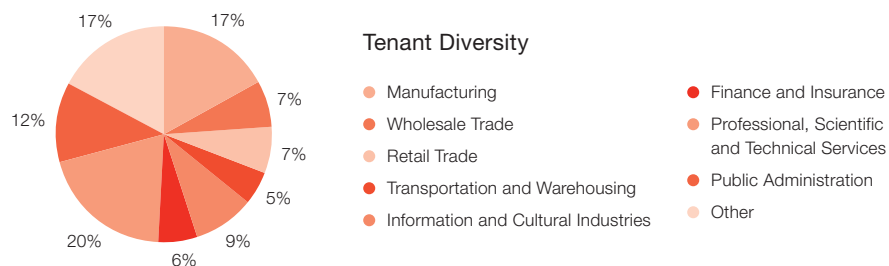 17%
17%
7%
7%
5%
9%
6%
20%
12%
Tenant Diversity
Manufacturing
Wholesale Trade
Retail Trade
Transportation and Warehousing
Information and Cultural Industries
Finance and Insurance
Professional, Scientific
and Technical Services
Public Administration
Other